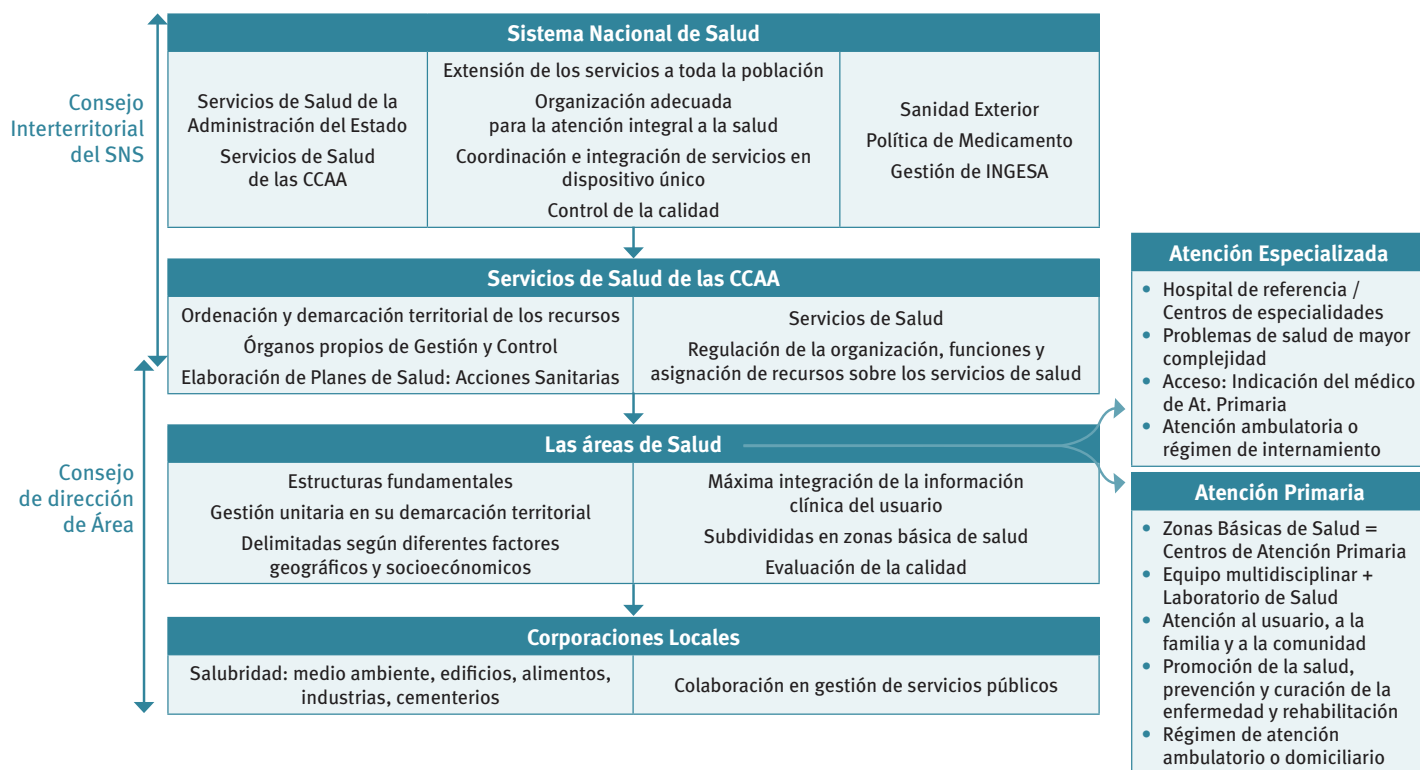 Consejo
Interterritorial
del SNS
Sistema Nacional de Salud
Servicios de Salud de la
Administración del Estado
Servicios de Salud
de las CCAA
Extensión de los servicios a toda la población
Organización adecuada
para la atención integral a la salud
Coordinación e integración de servicios en
dispositivo único
Control de la calidad
Sanidad Exterior
Política de Medicamento
Gestión de INGESA
Servicios de Salud de las CCAA
Ordenación y demarcación territorial de los recursos
Órganos propios de Gestión y Control
Elaboración de Planes de Salud: Acciones Sanitarias
Servicios de Salud
Regulación de la organización, funciones y
asignación de recursos sobre los servicios de salud
Consejo
de dirección
de Área
Las áreas de Salud
Estructuras fundamentales
Gestión unitaria en su demarcación territorial
Delimitadas según diferentes factores
geográficos y socioecónomicos
Máxima integración de la información
clínica del usuario
Subdivididas en zonas básica de salud
Evaluación de la calidad
Corporaciones Locales
Salubridad: medio ambiente, edificios, alimentos,
industrias, cementerios
Colaboración en gestión de servicios públicos
Atención Especializada
• Hospital de referencia /
Centros de especialidades
• Problemas de salud de mayor
complejidad
• Acceso: Indicación del médico
de At. Primaria
• Atención ambulatoria o
régimen de internamiento
Atención Primaria
• Zonas Básicas de Salud =
Centros de Atención Primaria
• Equipo multidisciplinar +
Laboratorio de Salud
• Atención al usuario, a la
familia y a la comunidad
• Promoción de la salud,
prevención y curación de la
enfermedad y rehabilitación
• Régimen de atención
ambulatorio o domiciliario